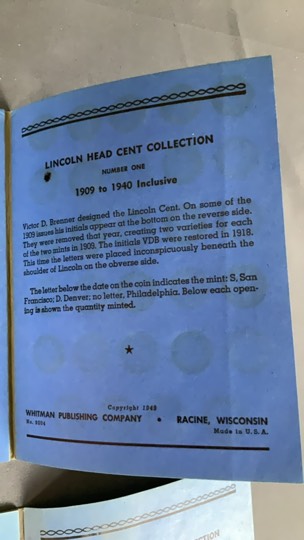 LINCOLN HEAD CENT COLLECTION
NUMBER ONE
1909 to 1940 Inclusive
Victor D. Brenner designed the Lincoln Cent. On some of the
1909 issues his initials appear at the bottom on the reverse side.
They were removed that year, creating two varieties for each
of the two mints in 1909. The initials VDB were restored in 1918.
This time the letters were placed inconspicuously beneath the
shoulder of Lincoln on the obverse side.
The letter below the date on the coin indicates the mint: S, San
Francisco; D, Denver; no letter, Philadelphia. Below each open-
ing is shown the quantity minted.
Copyright
WHITMAN PUBLISHING COMPANY • RACINE, WISCONSIN
No. Made in U.S.A.